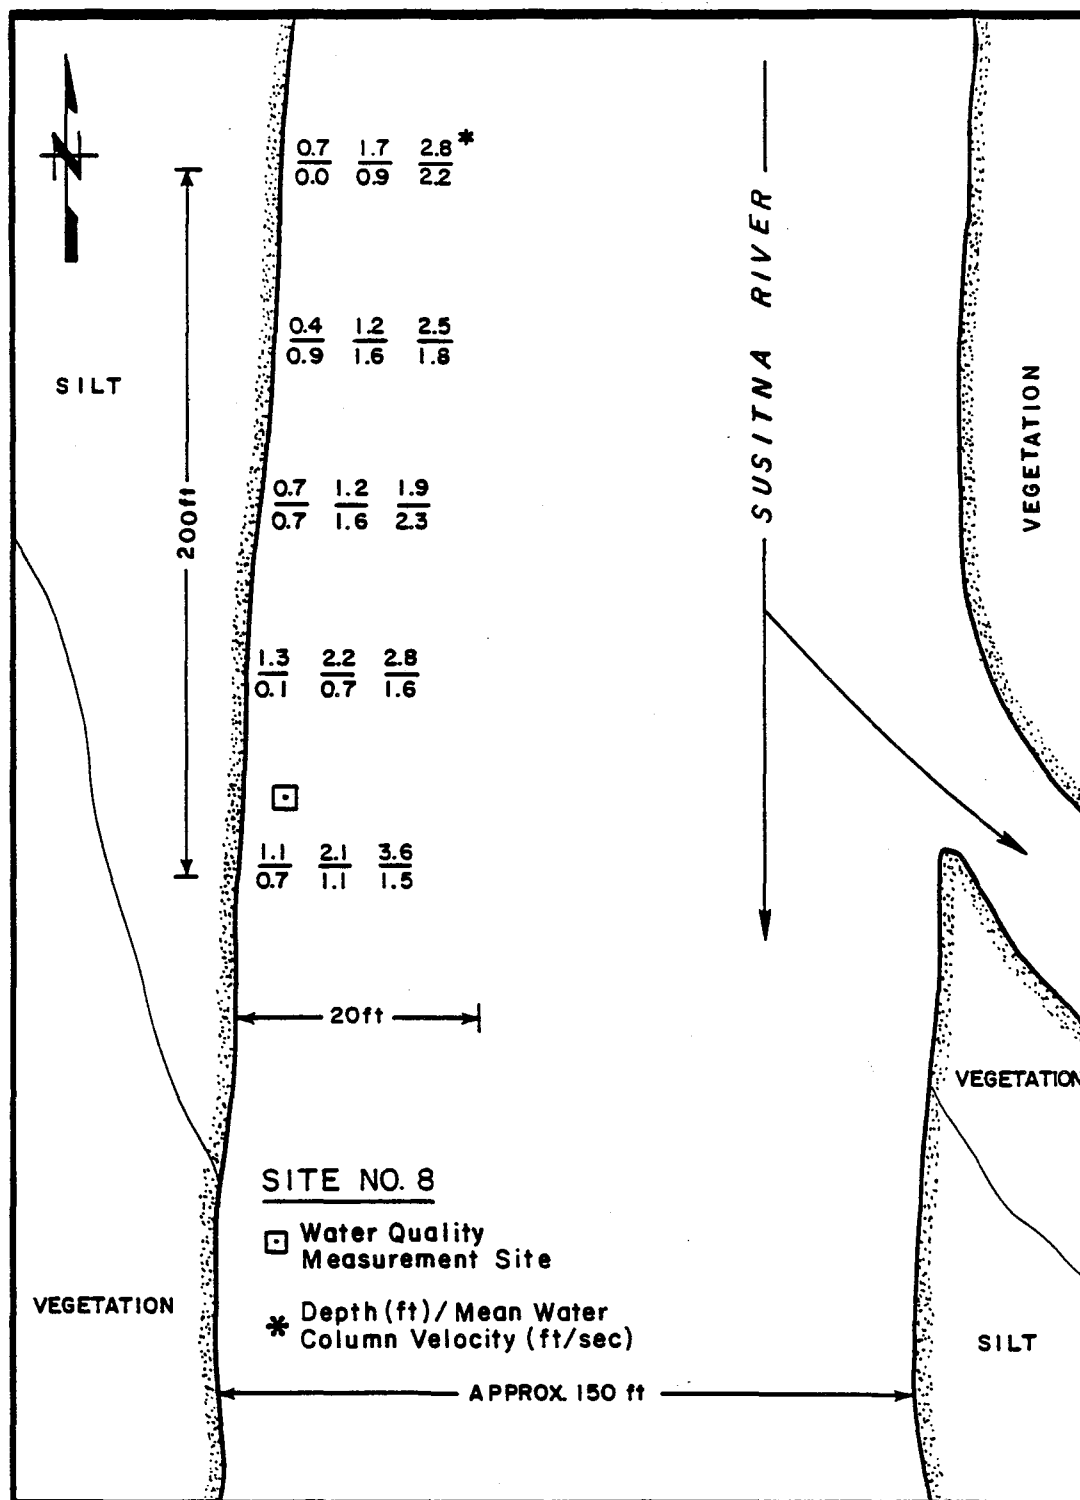 0.7 1.7 2.8*
0.0 0.9 2.2
0.4 1.2 2.5
0.9 1.6 1.8
SILT
SUSITNA RIVER
VEGETATION
0.7 1.2 1.9
0.7 1.6 2.3
200ft
1.3 2.2 2.8
0.1 0.7 1.6
1.1 2.1 3.6
0.7 1.1 1.5
20ft
VEGETATION
SITE NO. 8
Water Quality
Measurement Site
VEGETATION
* Depth (ft) / Mean Water
Column Velocity (ft/sec)
SILT
APPROX. 150 ft